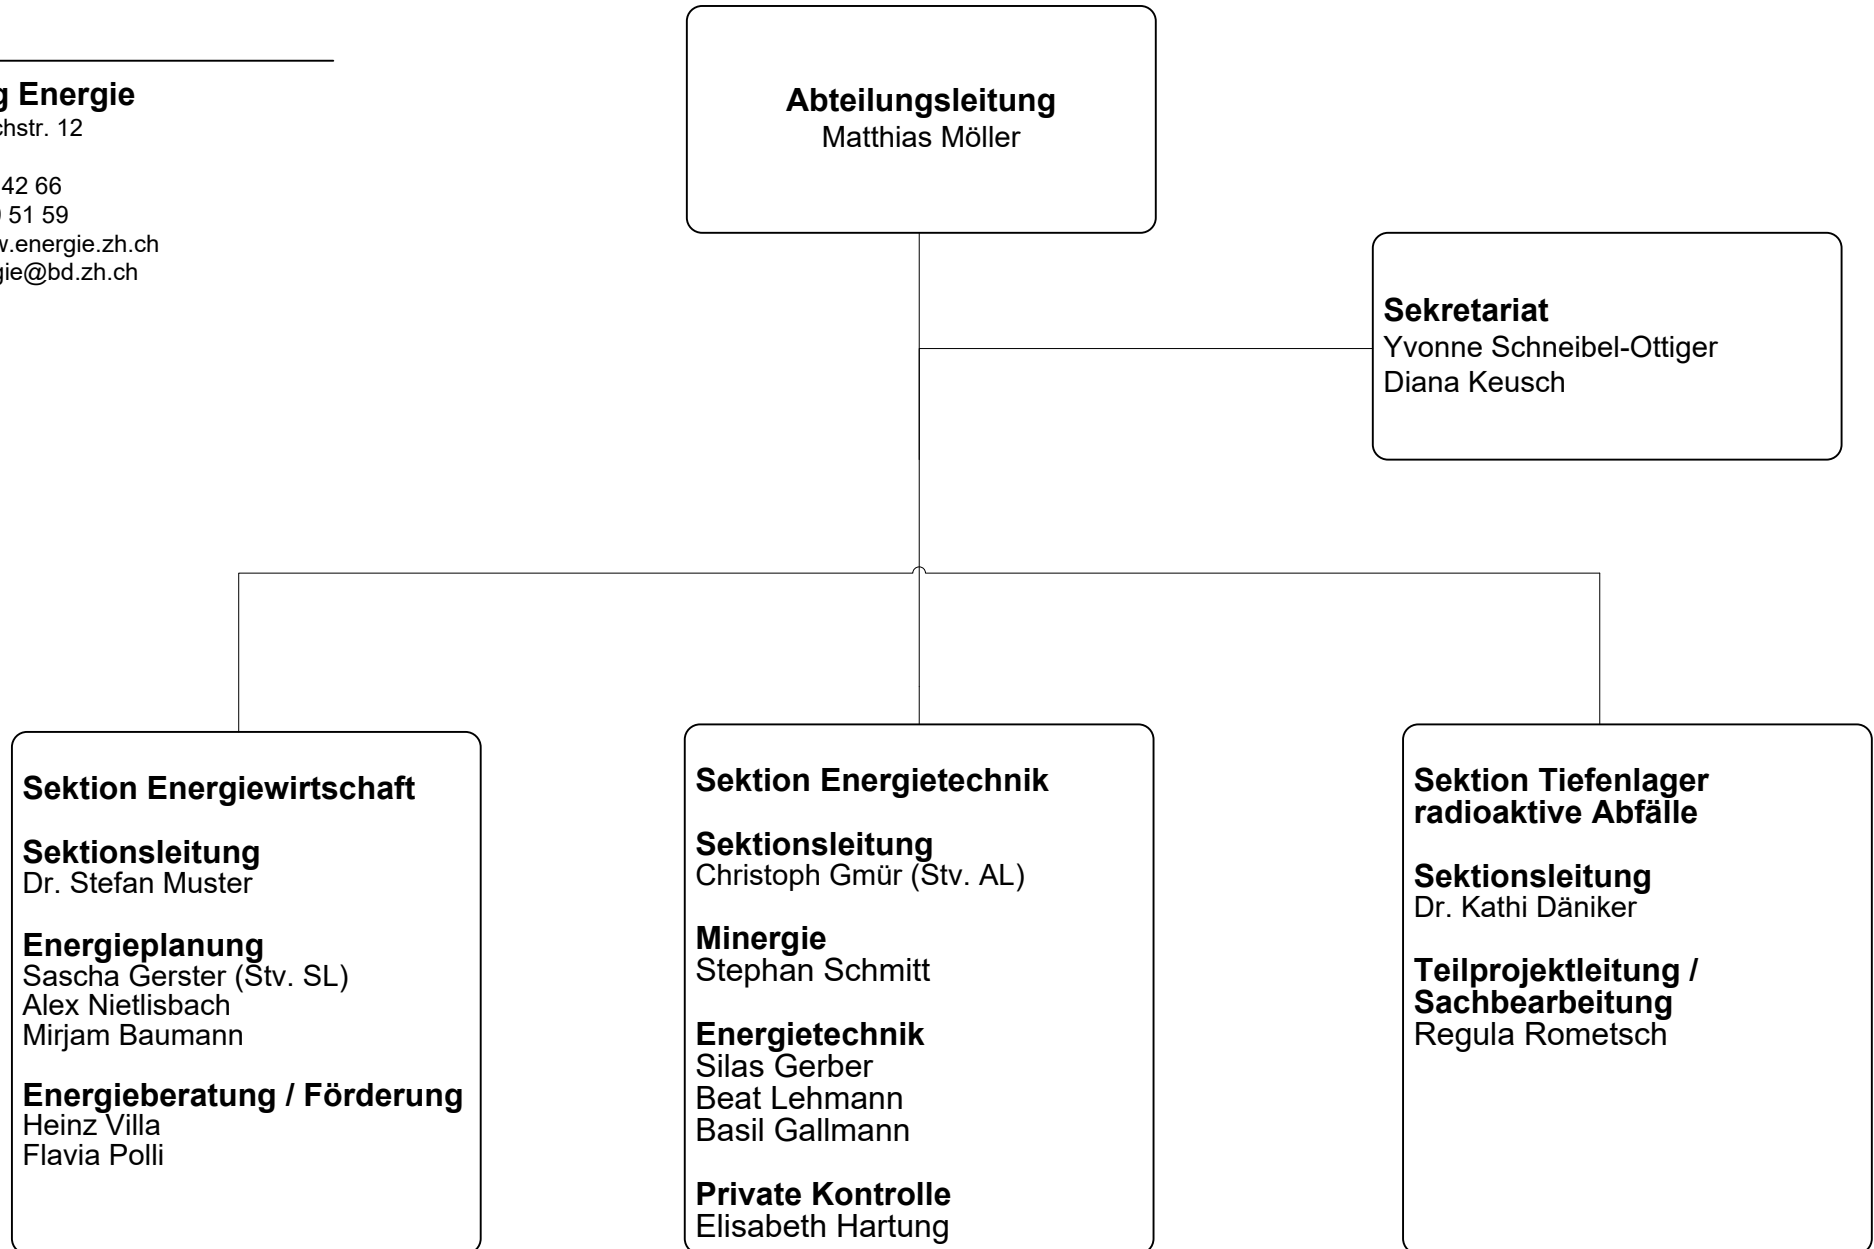 g Energie
chstr. 12
42 66
51 59
.energie.zh.ch
gie@bd.zh.ch
Abteilungsleitung
Matthias Möller
Sekretariat
Yvonne Schneibel-Ottiger
Diana Keusch
Sektion Energiewirtschaft
Sektionsleitung
Dr. Stefan Muster
Energieplanung
Sascha Gerster (Stv. SL)
Alex Nietlisbach
Mirjam Baumann
Energieberatung / Förderung
Heinz Villa
Flavia Polli
Sektion Energietechnik
Sektionsleitung
Christoph Gmür (Stv. AL)
Minergie
Stephan Schmitt
Energietechnik
Silas Gerber
Beat Lehmann
Basil Gallmann
Private Kontrolle
Elisabeth Hartung
Sektion Tiefenlager
radioaktive Abfälle
Sektionsleitung
Dr. Kathi Däniker
Teilprojektleitung /
Sachbearbeitung
Regula Rometsch